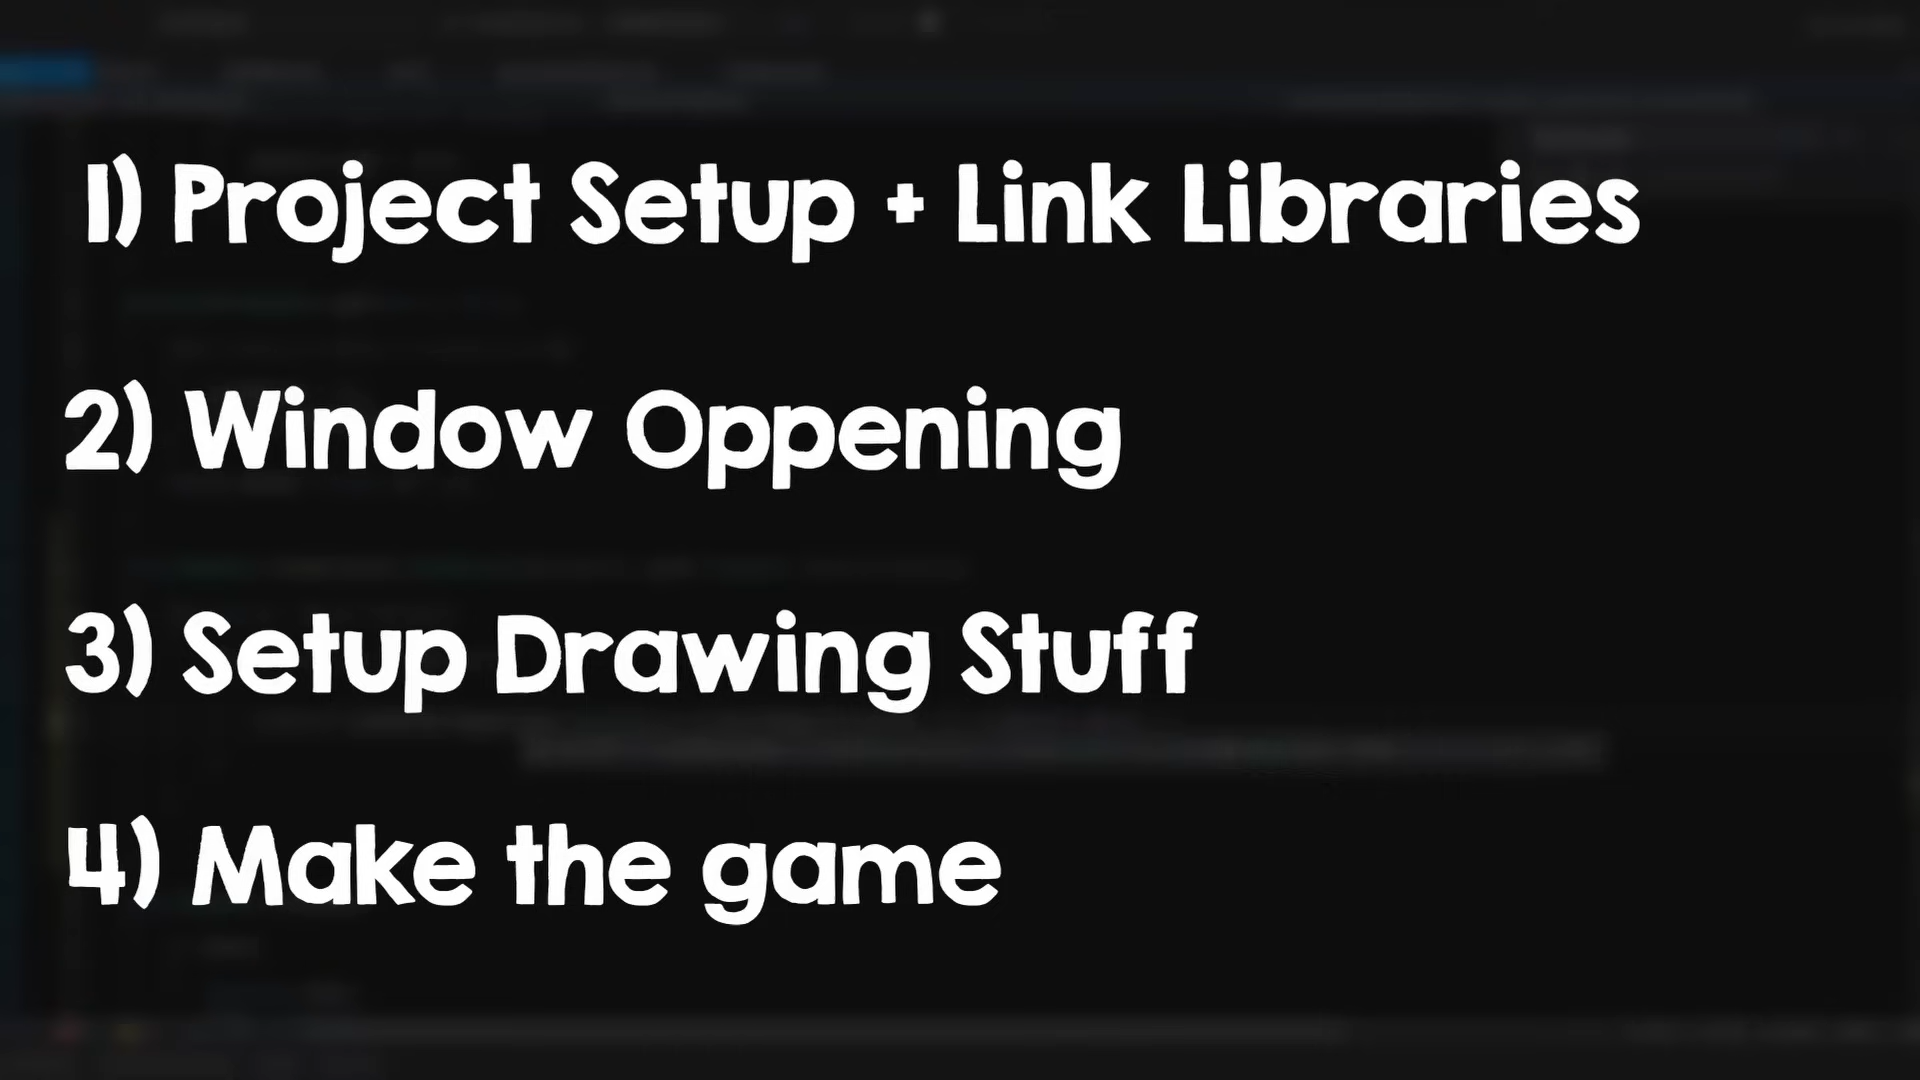 1) Project Setup + Link Libraries
2) Window Oppening
3) Setup Drawing Stuff
4) Make the game